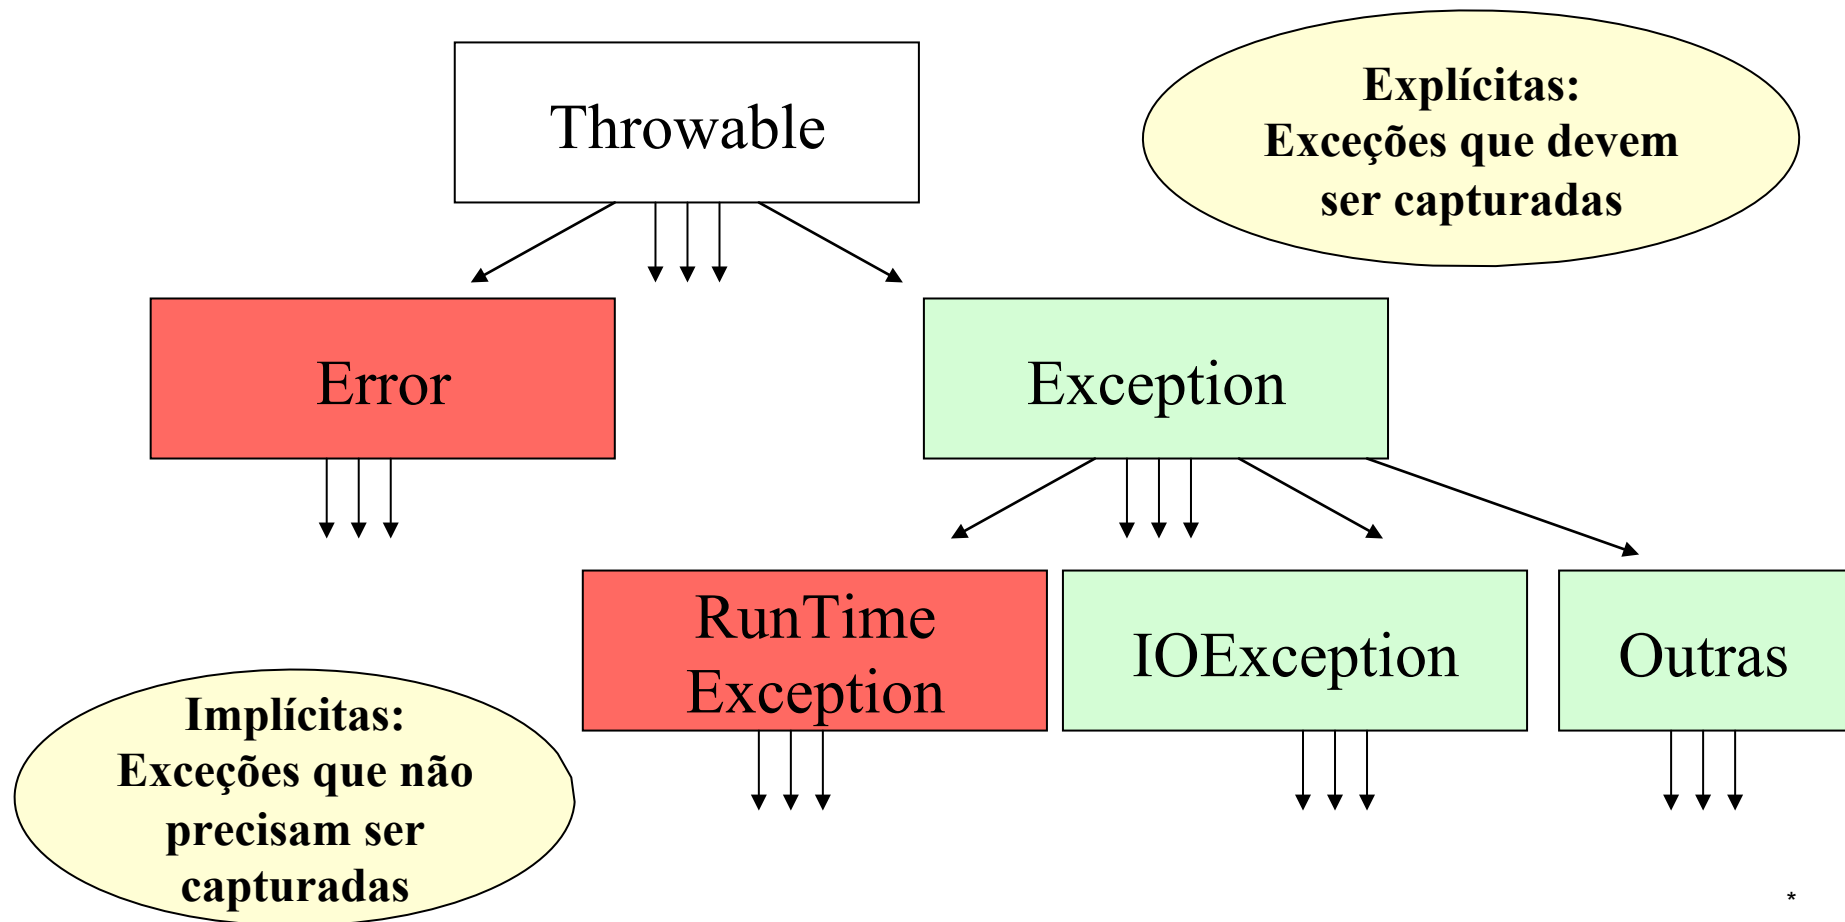 Throwable
Explícitas:
Exceções que devem
ser capturadas
Error
Exception
RunTime
Exception
IOException
Outras
Implícitas:
Exceções que não
precisam ser
capturadas
*